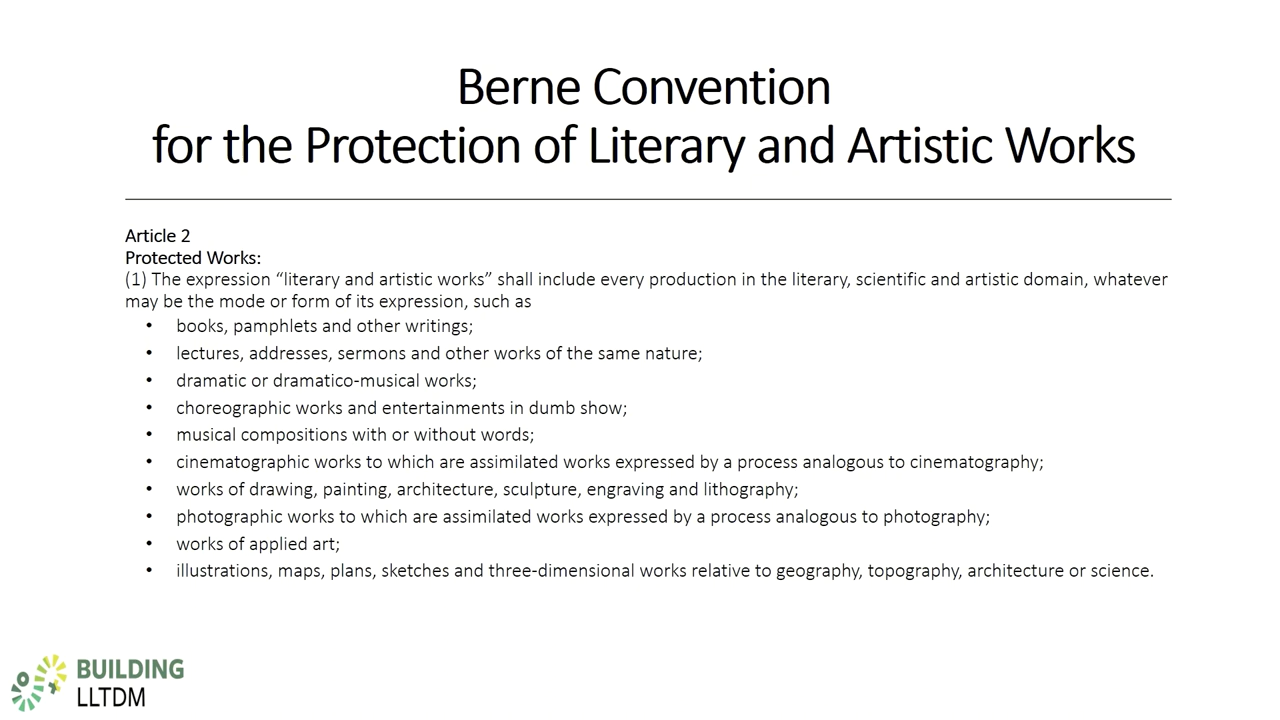 Berne Convention
for the Protection of Literary and Artistic Works
Article 2
Protected Works:
(1) The expression “literary and artistic works” shall include every production in the literary, scientific and artistic domain, whatever
may be the mode or form of its expression, such as
• books, pamphlets and other writings;
• lectures, addresses, sermons and other works of the same nature;
• dramatic or dramatico-musical works;
• choreographic works and entertainments in dumb show;
• musical compositions with or without words;
• cinematographic works to which are assimilated works expressed by a process analogous to cinematography;
• works of drawing, painting, architecture, sculpture, engraving and lithography;
• photographic works to which are assimilated works expressed by a process analogous to photography;
• works of applied art;
• illustrations, maps, plans, sketches and three-dimensional works relative to geography, topography, architecture or science.
BUILDING
LLTDM